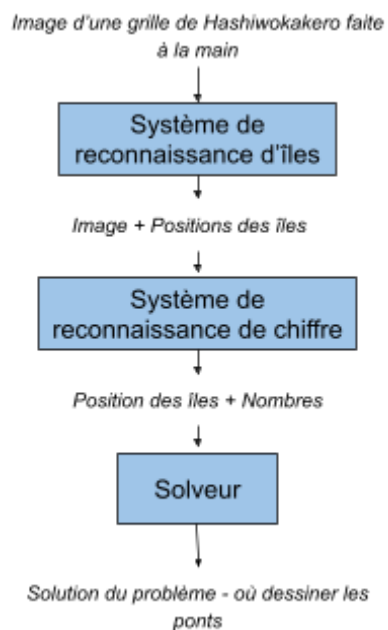 Image d'une grille de Hashiwokakero faite
à la main
Système de
reconnaissance d'îles
Image + Positions des îles
Système de
reconnaissance de chiffre
Position des îles + Nombres
Solveur
Solution du problème - où dessiner les
ponts